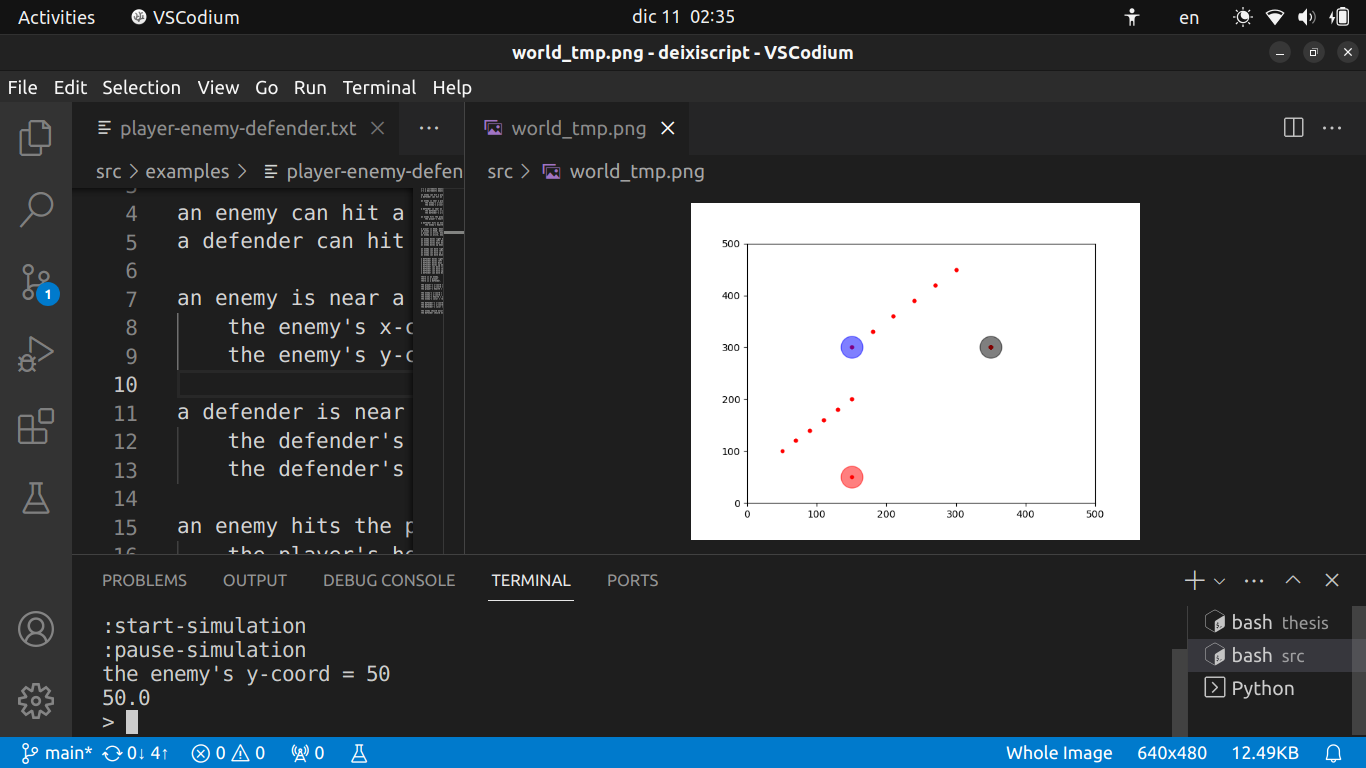 Activities VSCodium dic 11 02:35 en
world_tmp.png - deixiscript - VSCodium
File Edit Selection View Go Run Terminal Help
player-enemy-defender.txt
src > examples > player-enemy-defen
4 an enemy can hit a
5 a defender can hit
6
7 an enemy is near a
8 the enemy's x-c
9 the enemy's y-c
10
11 a defender is near
12 the defender's
13 the defender's
14
15 an enemy hits the p
16 the player's he
world_tmp.png
src > world_tmp.png
500
400
300
200
100
0
0 100 200 300 400 500
1
PROBLEMS OUTPUT DEBUG CONSOLE TERMINAL PORTS
:start-simulation
:pause-simulation
the enemy's y-coord = 50
50.0
>
bash thesis
bash src
Python
main* 0↓ 4↑ 0 0 0 Whole Image 640x480 12.49KB